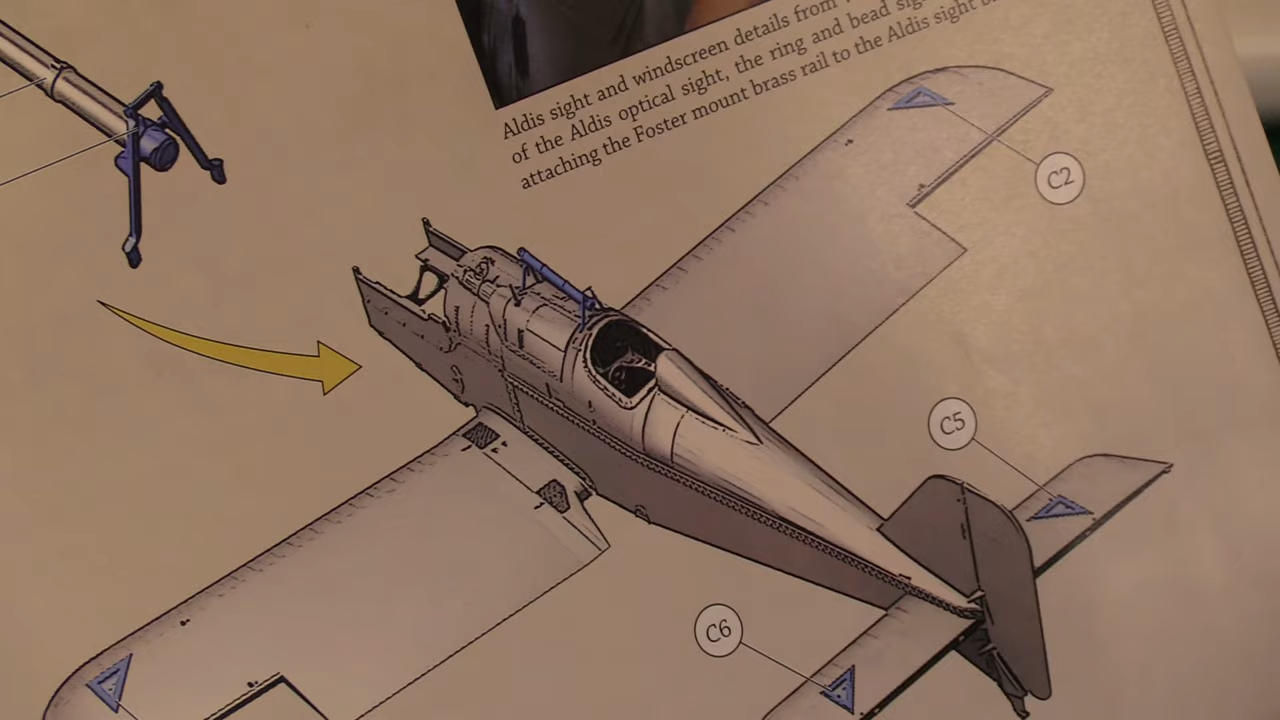 Aldis sight and windscreen details from
of the Aldis optical sight, the ring and bead
attaching the Foster mount brass rail to the Aldis sight
C2
C5
C6